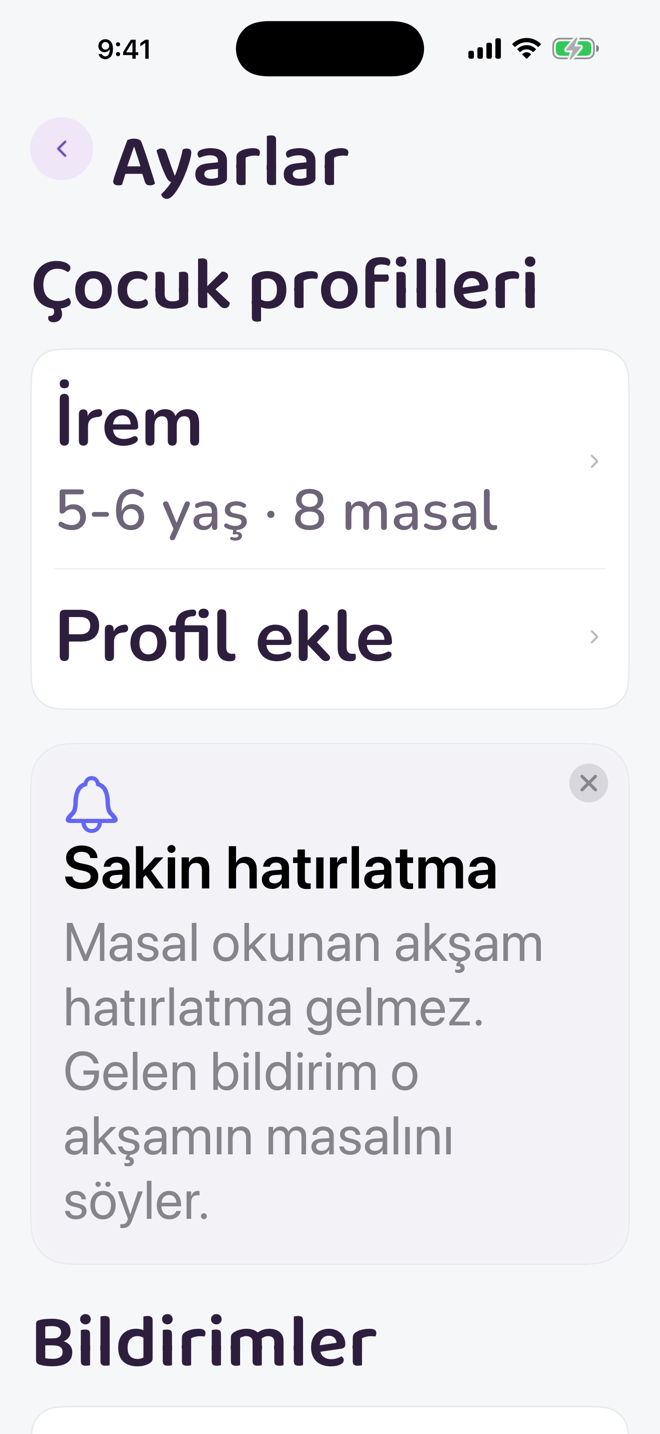 9:41
Ayarlar
Çocuk profilleri
İrem
5-6 yaş · 8 masal
Profil ekle
Sakin hatırlatma
Masal okunan akşam
hatırlatma gelmez.
Gelen bildirim o
akşamın masalını
söyler.
Bildirimler